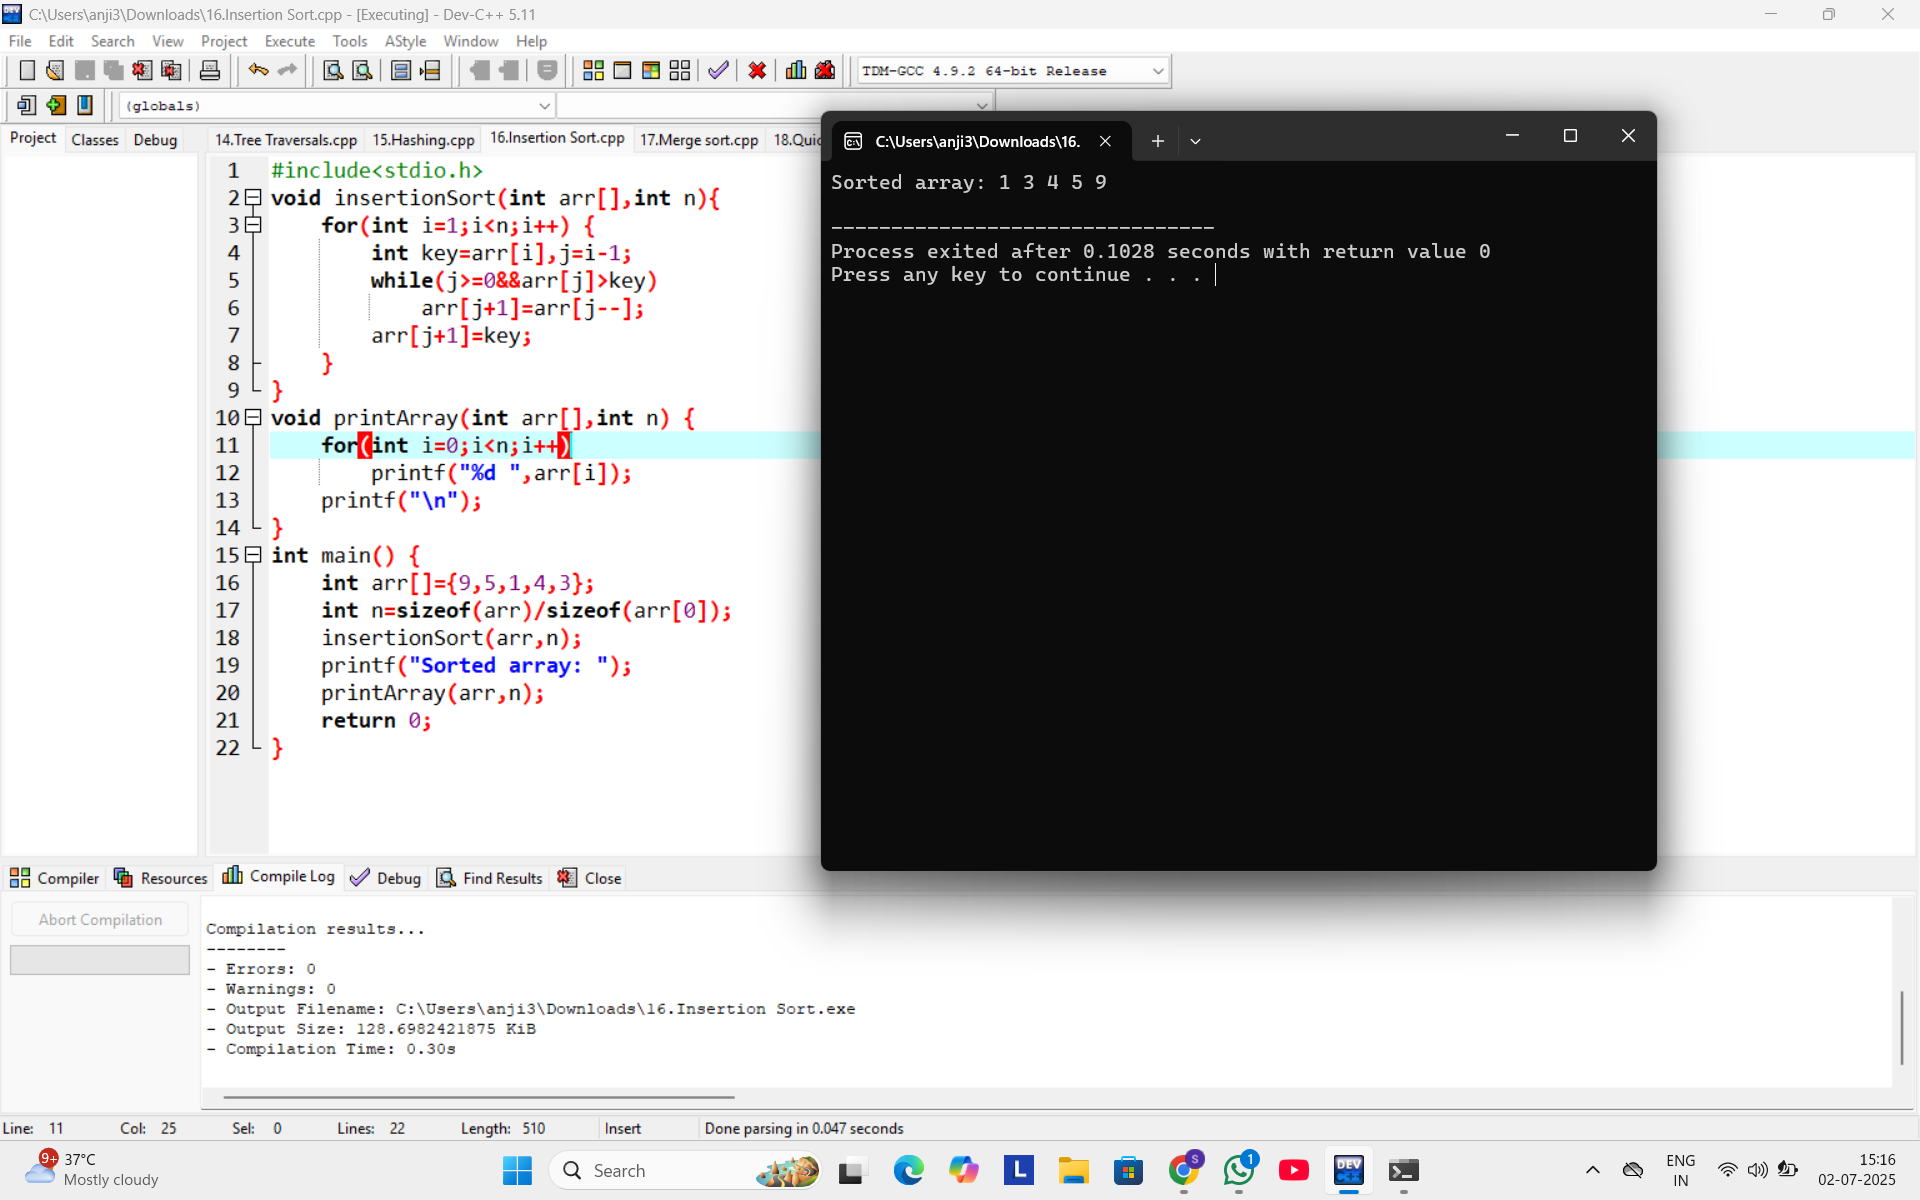 C:\Users\anji3\Downloads\16.Insertion Sort.cpp - [Executing] - Dev-C++ 5.11
File Edit Search View Project Execute Tools AStyle Window Help
TDM-GCC 4.9.2 64-bit Release
(globals)
Project Classes Debug
14.Tree Traversals.cpp 15.Hashing.cpp 16.Insertion Sort.cpp 17.Merge sort.cpp 18.Quic
1 #include<stdio.h>
2 void insertionSort(int arr[],int n){
3 for(int i=1;i<n;i++) {
4 int key=arr[i],j=i-1;
5 while(j>=0&&arr[j]>key)
6 arr[j+1]=arr[j--];
7 arr[j+1]=key;
8 }
9 }
10 void printArray(int arr[],int n) {
11 for(int i=0;i<n;i++)
12 printf("%d ",arr[i]);
13 printf("\n");
14 }
15 int main() {
16 int arr[]={9,5,1,4,3};
17 int n=sizeof(arr)/sizeof(arr[0]);
18 insertionSort(arr,n);
19 printf("Sorted array: ");
20 printArray(arr,n);
21 return 0;
22 }
C:\Users\anji3\Downloads\16.
Sorted array: 1 3 4 5 9
--------------------------------
Process exited after 0.1028 seconds with return value 0
Press any key to continue . . .
Compiler Resources Compile Log Debug Find Results Close
Abort Compilation
Compilation results...
--------
- Errors: 0
- Warnings: 0
- Output Filename: C:\Users\anji3\Downloads\16.Insertion Sort.exe
- Output Size: 128.6982421875 KiB
- Compilation Time: 0.30s
Line: 11 Col: 25 Sel: 0 Lines: 22 Length: 510 Insert Done parsing in 0.047 seconds
9+
37°C
Mostly cloudy
Search
L
S
1
DEV
ENG
IN
15:16
02-07-2025